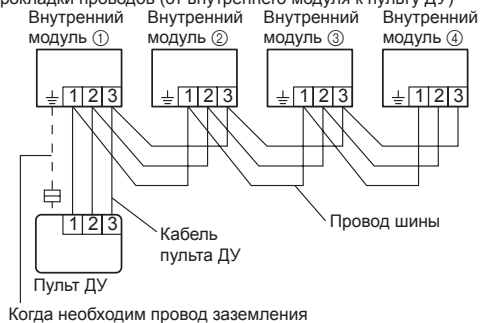 рокладки проводов (от внутреннего модуля к пульту ДУ)
Внутренний модуль ①
Внутренний модуль ②
Внутренний модуль ③
Внутренний модуль ④
1 2 3
1 2 3
1 2 3
1 2 3
Провод шины
1 2 3
Кабель
пульта ДУ
Пульт ДУ
Когда необходим провод заземления